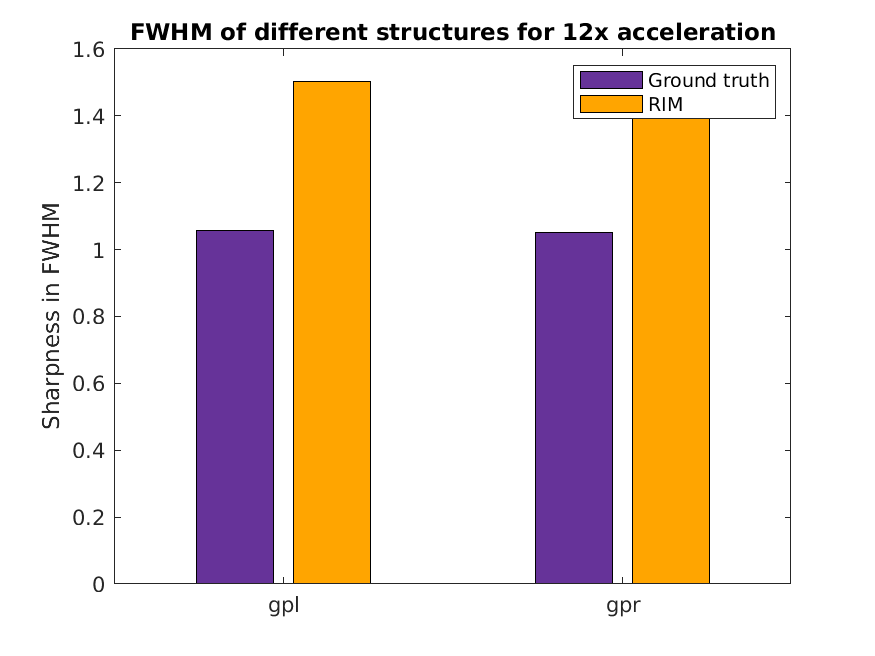 FWHM of different structures for 12x acceleration
1.6
1.4
1.2
1
0.8
0.6
0.4
0.2
0
Sharpness in FWHM
Ground truth
RIM
gpl
gpr